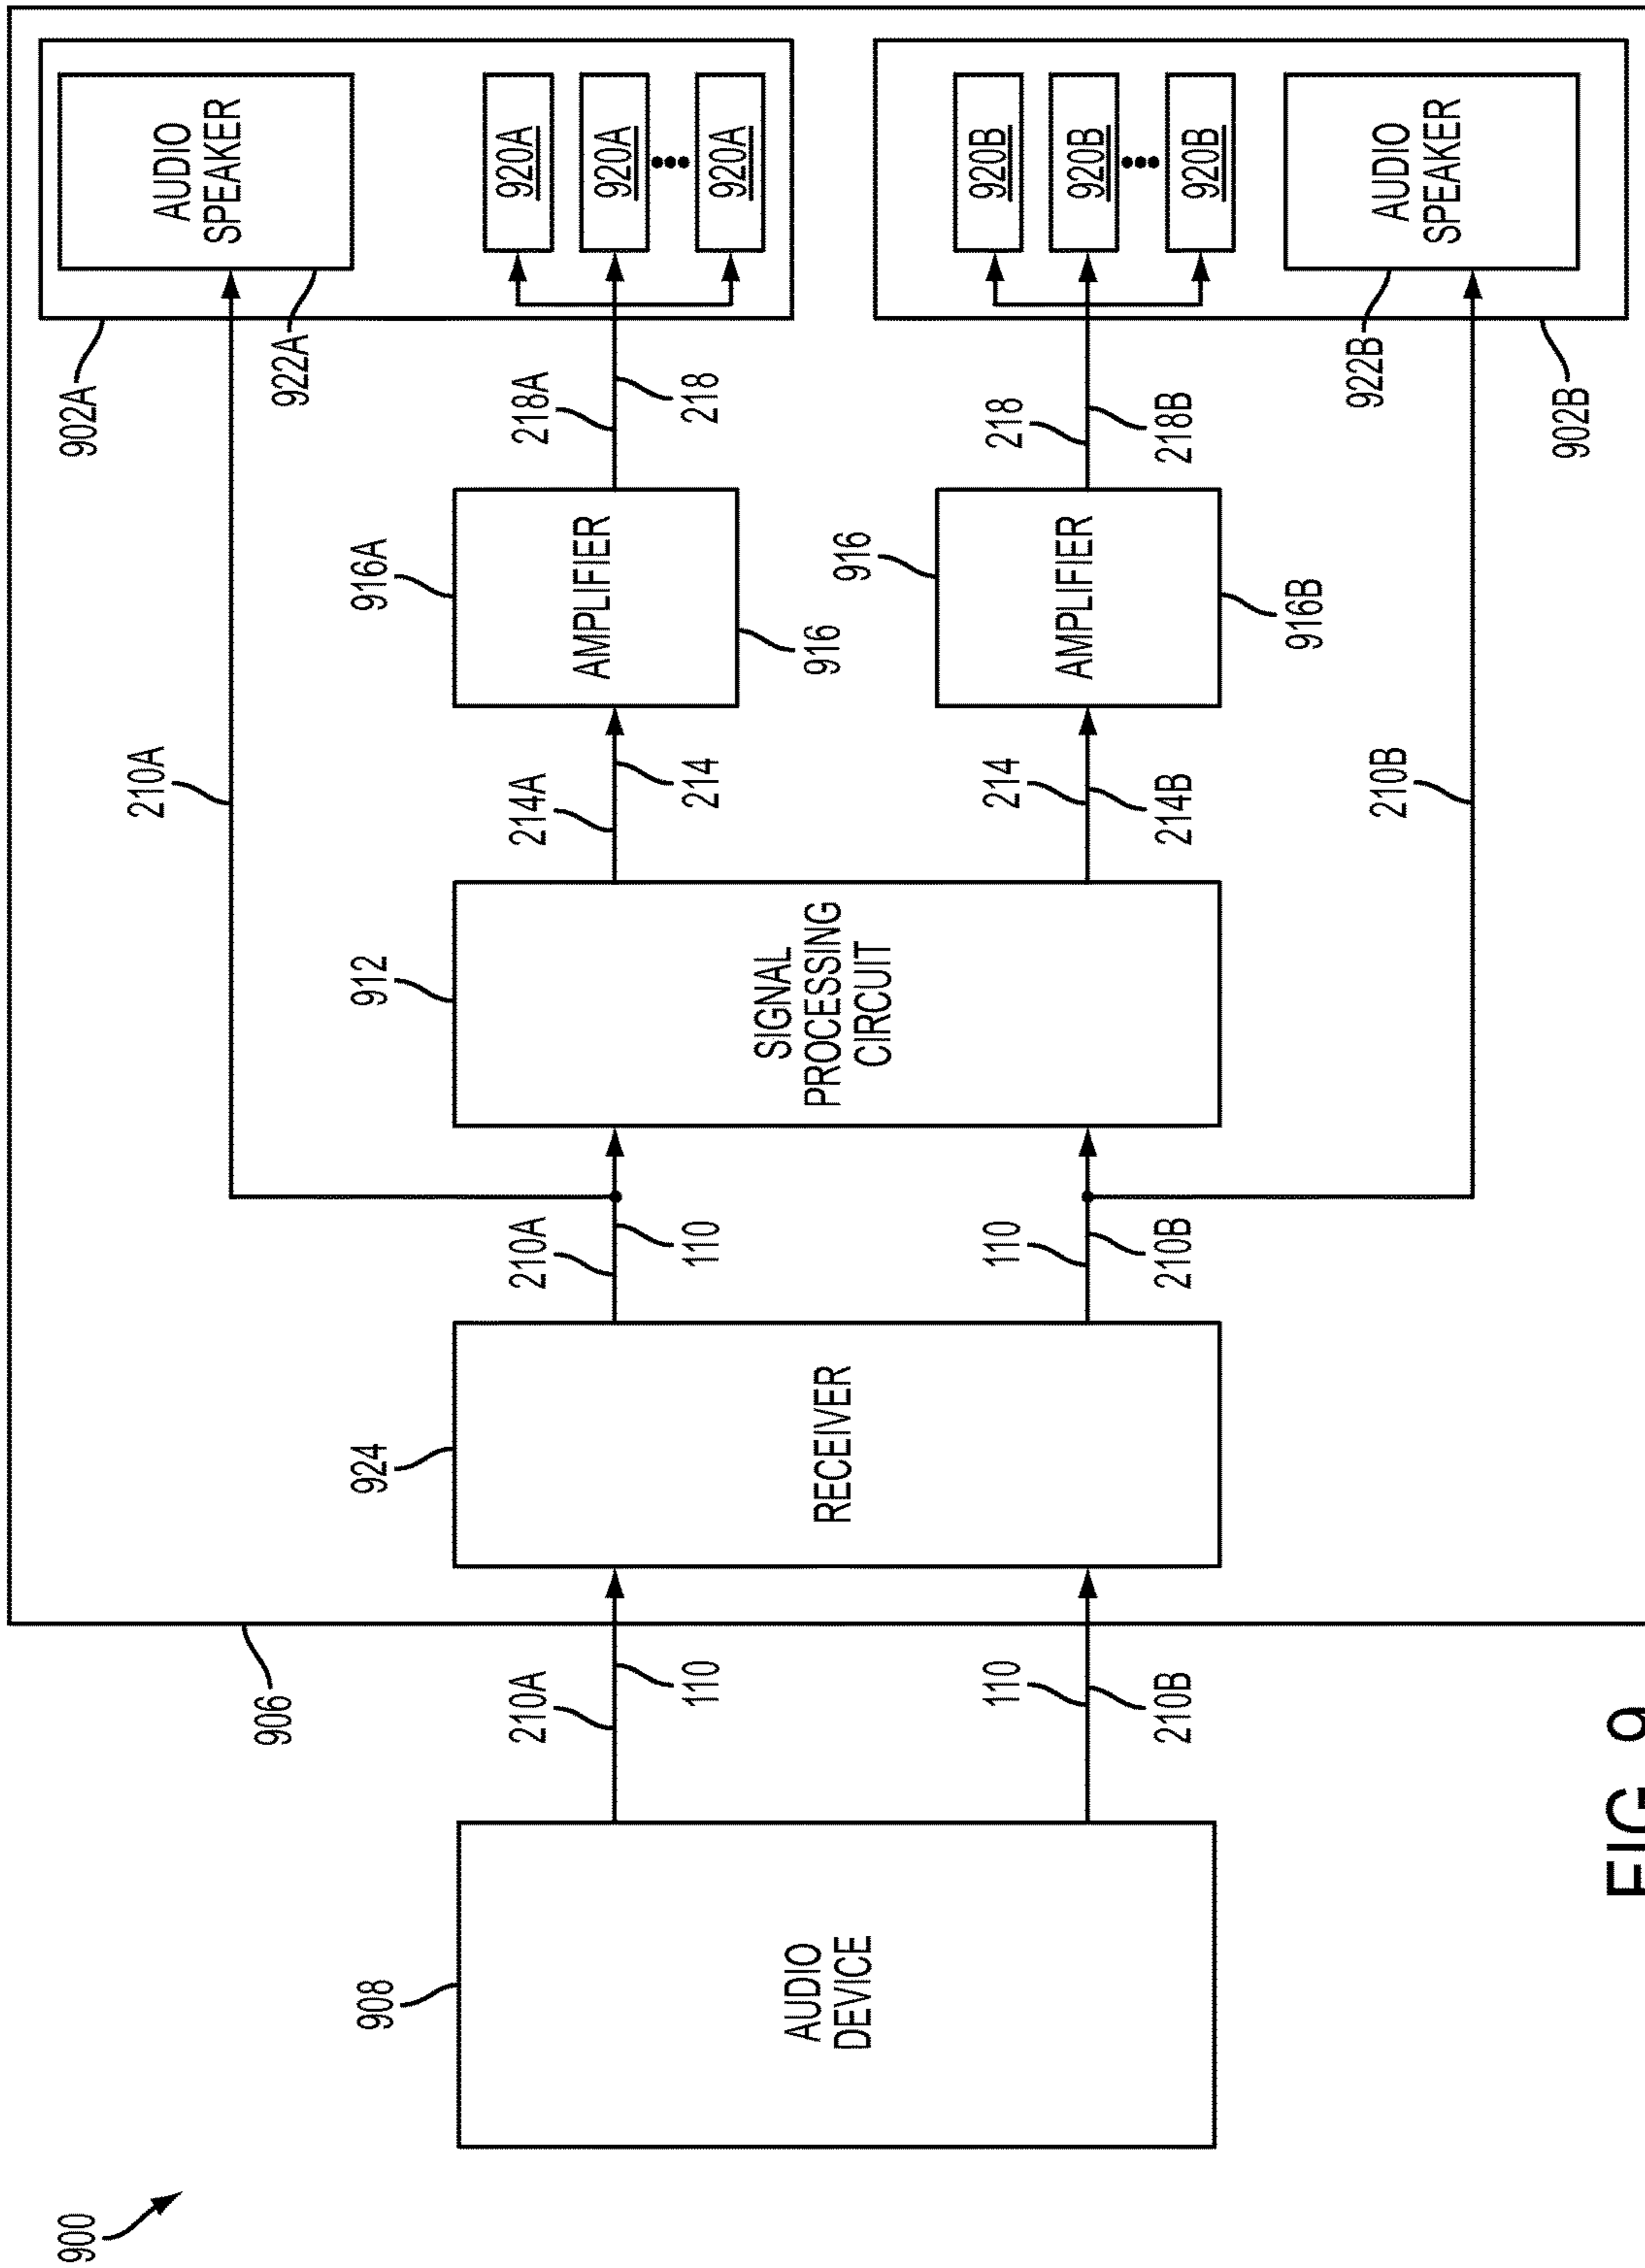 900
908
AUDIO
DEVICE
210A
110
110
210B
906
924
RECEIVER
210A
110
110
210B
912
SIGNAL
PROCESSING
CIRCUIT
210A
214A
214
214
214B
210B
916A
AMPLIFIER
916
916
AMPLIFIER
916B
218A
218
218
218B
902A
922A
AUDIO
SPEAKER
920A
920A
920A
920B
920B
920B
AUDIO
SPEAKER
922B
902B
FIG. 9